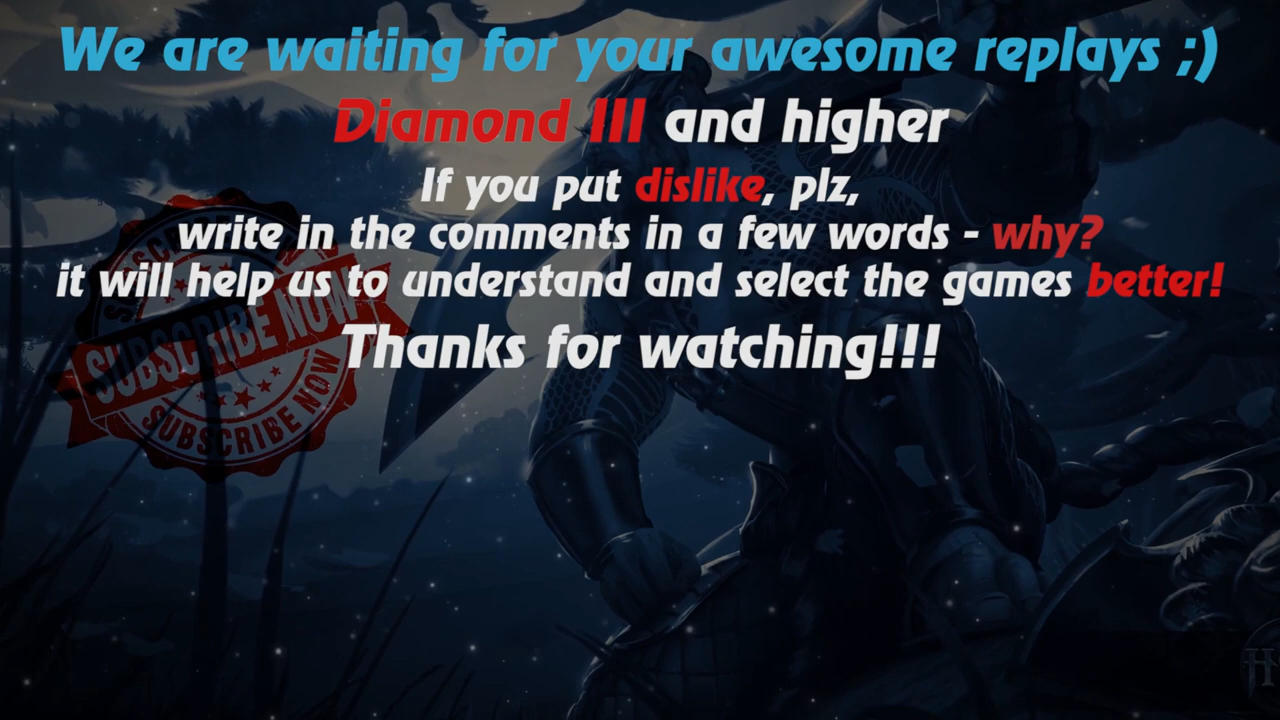 We are waiting for your awesome replays ;)
Diamond III and higher
If you put dislike, plz,
write in the comments in a few words - why?
it will help us to understand and select the games better!
Thanks for watching!!!
SUBSCRIBE NOW
SUBSCRIBE NOW
SUBSCRIBE NOW